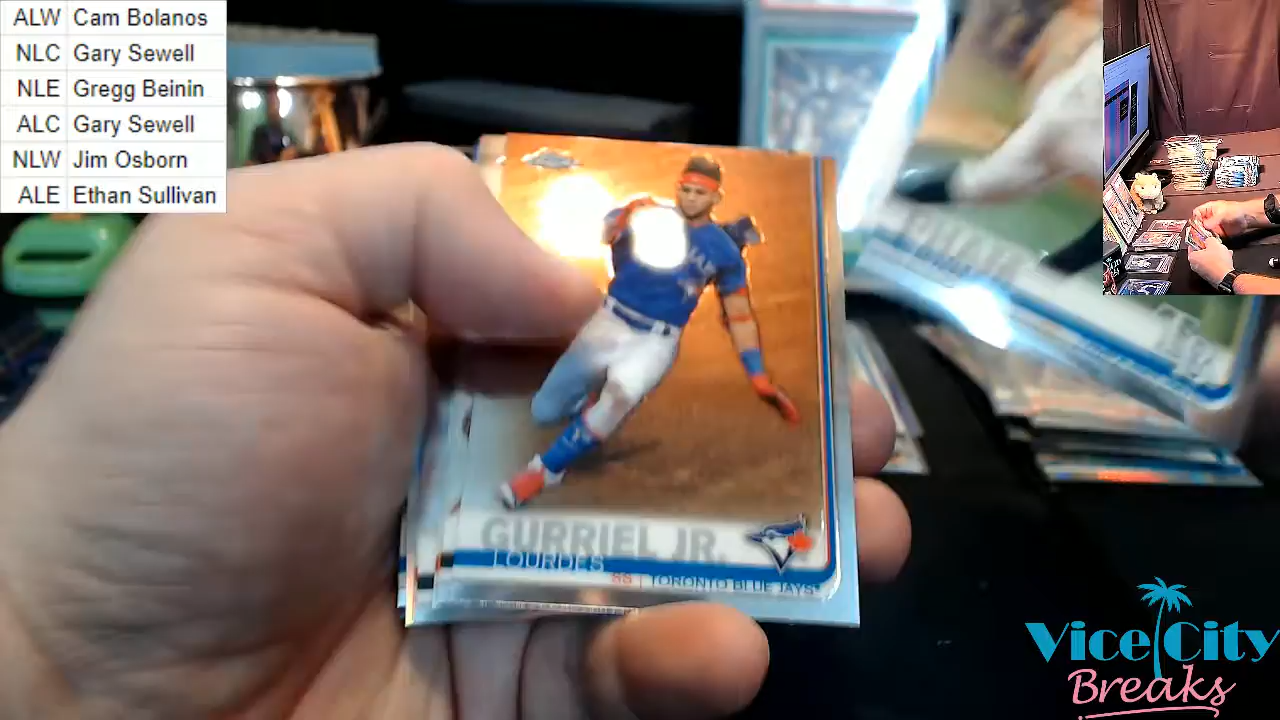 ALW Cam Bolanos
NLC Gary Sewell
NLE Gregg Beinin
ALC Gary Sewell
NLW Jim Osborn
ALE Ethan Sullivan
GURRIEL JR.
LOURDES
SS | TORONTO BLUE JAYS
Vice City
Breaks